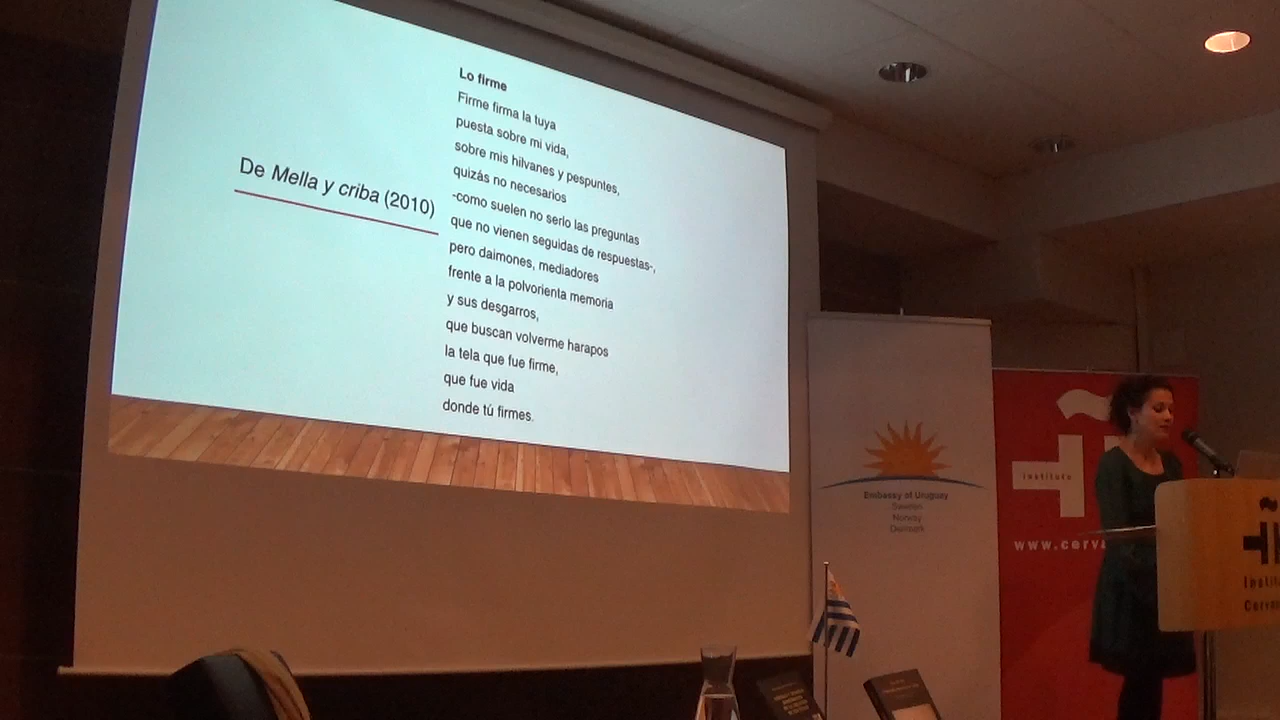 De Mella y criba (2010)
Lo firme
Firme firma la tuya
puesta sobre mi vida,
sobre mis hilvanes y pespuntes,
quizás no necesarios
-como suelen no serlo las preguntas
que no vienen seguidas de respuestas-,
pero daimones, mediadores
frente a la polvorienta memoria
y sus desgarros,
que buscan volverme harapos
la tela que fue firme,
que fue vida
donde tú firmes.
Embassy of Uruguay
Sweden
Norway
Denmark
Instituto
www.cerva
Insti
Cerv